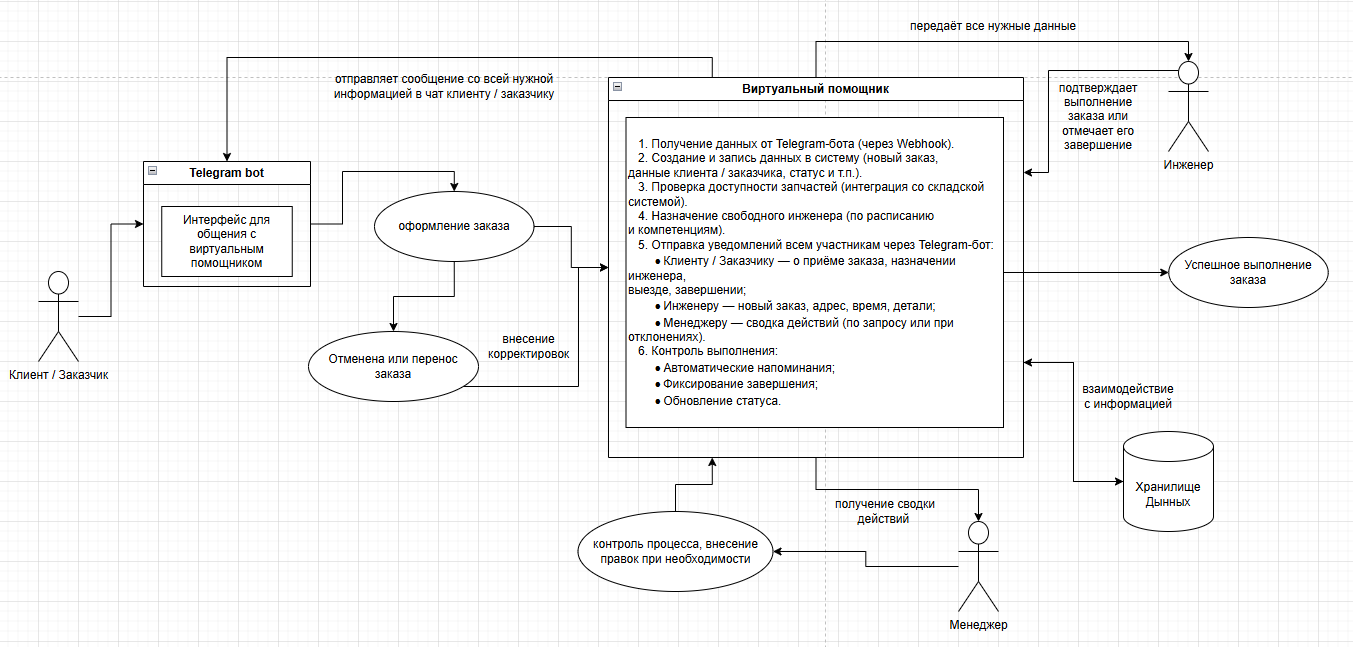 передаёт все нужные данные
отправляет сообщение со всей нужной
информацией в чат клиенту / заказчику
Виртуальный помощник
подтверждает
выполнение
заказа или
отмечает его
завершение
Инженер
Telegram bot
Интерфейс для
общения с
виртуальным
помощником
оформление заказа
1. Получение данных от Telegram-бота (через Webhook).
2. Создание и запись данных в систему (новый заказ,
данные клиента / заказчика, статус и т.п.).
3. Проверка доступности запчастей (интеграция со складской
системой).
4. Назначение свободного инженера (по расписанию
и компетенциям).
5. Отправка уведомлений всем участникам через Telegram-бот:
● Клиенту / Заказчику — о приёме заказа, назначении
инженера,
выезде, завершении;
● Инженеру — новый заказ, адрес, время, детали;
● Менеджеру — сводка действий (по запросу или при
отклонениях).
6. Контроль выполнения:
● Автоматические напоминания;
● Фиксирование завершения;
● Обновление статуса.
Успешное выполнение
заказа
Клиент / Заказчик
Отменена или перенос
заказа
внесение
корректировок
взаимодействие
с информацией
Хранилище
Дынных
получение сводки
действий
контроль процесса, внесение
правок при необходимости
Менеджер